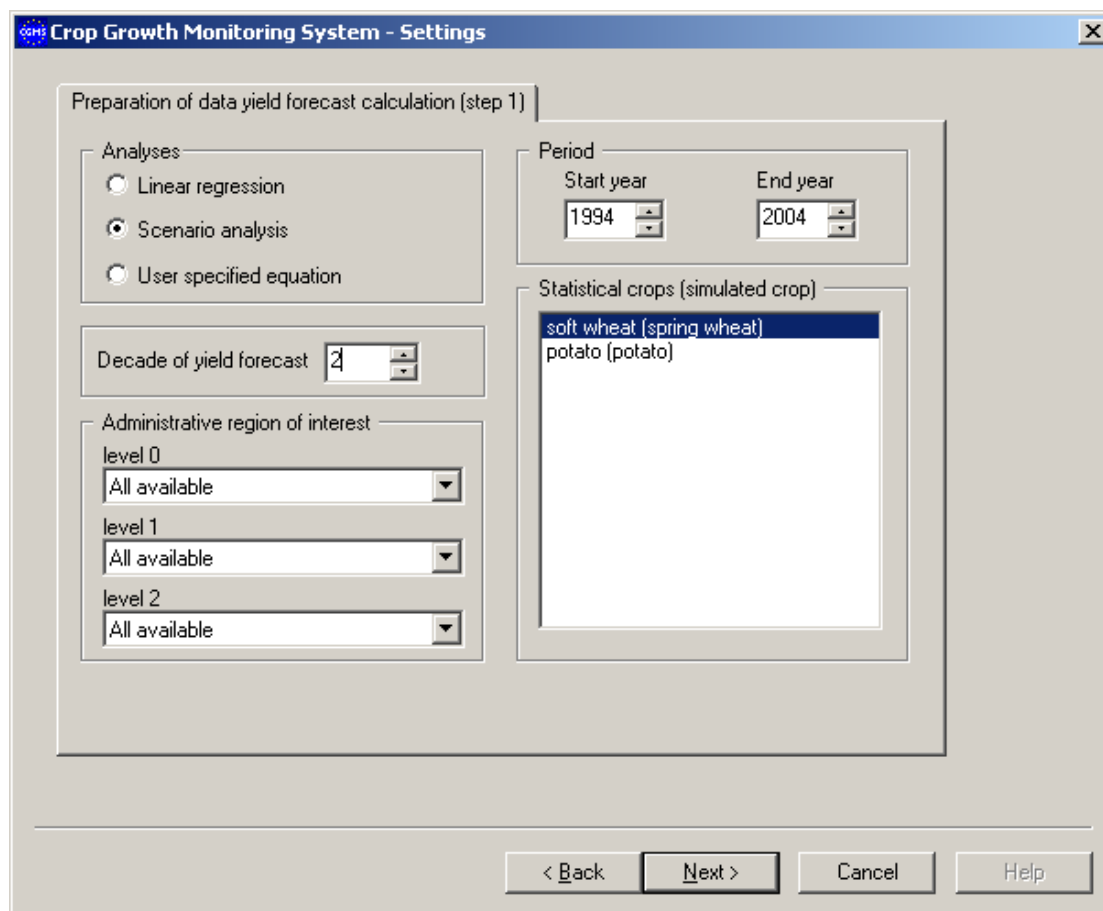 CGMS Crop Growth Monitoring System - Settings
Preparation of data yield forecast calculation (step 1)
Analyses
Linear regression
Scenario analysis
User specified equation
Decade of yield forecast 2
Administrative region of interest
level 0
All available
level 1
All available
level 2
All available
Period
Start year End year
1994 2004
Statistical crops (simulated crop)
soft wheat (spring wheat)
potato (potato)
< Back Next > Cancel Help